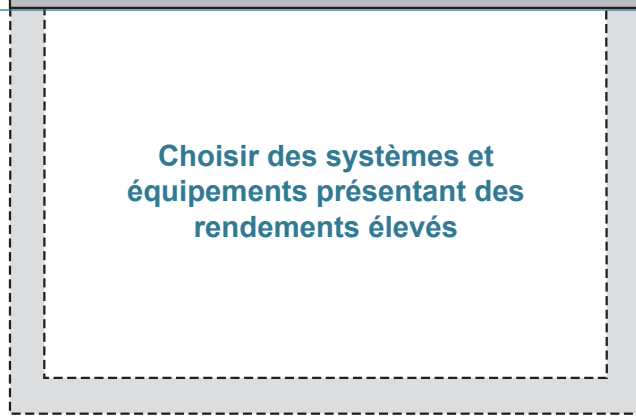 Choisir des systèmes et
équipements présentant des
rendements élevés